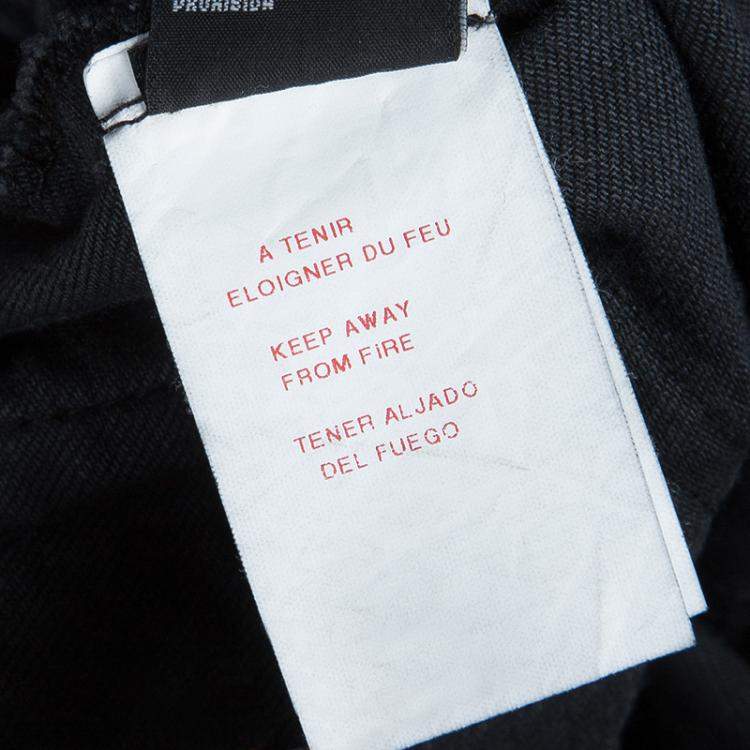 A TENIR
ELOIGNER DU FEU
KEEP AWAY
FROM FiRE
TENER ALJADO
DEL FUEGO